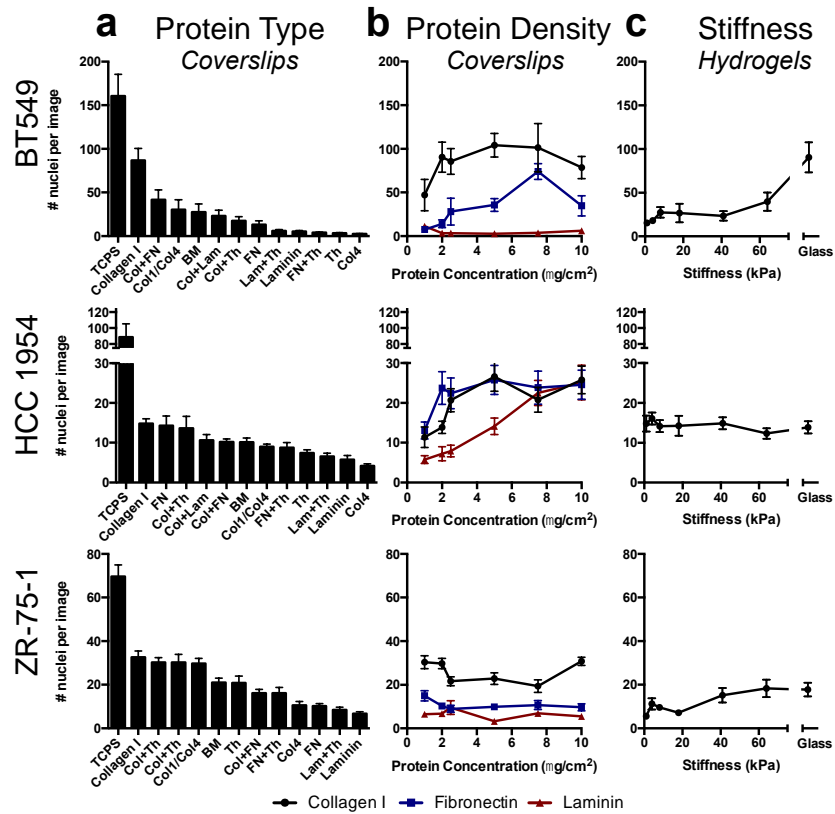 a Protein Type b Protein Density c Stiffness
Coverslips Coverslips Hydrogels
BT549
# nuclei per image
200
150
100
50
0
TCPS Collagen I Col+FN Col1/Col4 BM Col+Lam Col+Th FN Lam+Th Laminin FN+Th Th Col4
200
150
100
50
0
0 2 4 6 8 10
Protein Concentration (mg/cm2)
200
150
100
50
0
0 20 40 60 Glass
Stiffness (kPa)
HCC 1954
# nuclei per image
120
100
80
30
20
10
0
TCPS Collagen I FN Col+Th Col+Lam Col+FN BM Col1/Col4 FN+Th Th Lam+Th Laminin Col4
120
100
80
30
20
10
0
0 2 4 6 8 10
Protein Concentration (mg/cm2)
120
100
80
30
20
10
0
0 20 40 60 Glass
Stiffness (kPa)
ZR-75-1
# nuclei per image
80
60
40
20
0
TCPS Collagen I Col+Th Col+Th Col1/Col4 BM Th Col+FN FN+Th Col4 FN Lam+Th Laminin
80
60
40
20
0
0 2 4 6 8 10
Protein Concentration (mg/cm2)
80
60
40
20
0
0 20 40 60 Glass
Stiffness (kPa)
Collagen I Fibronectin Laminin